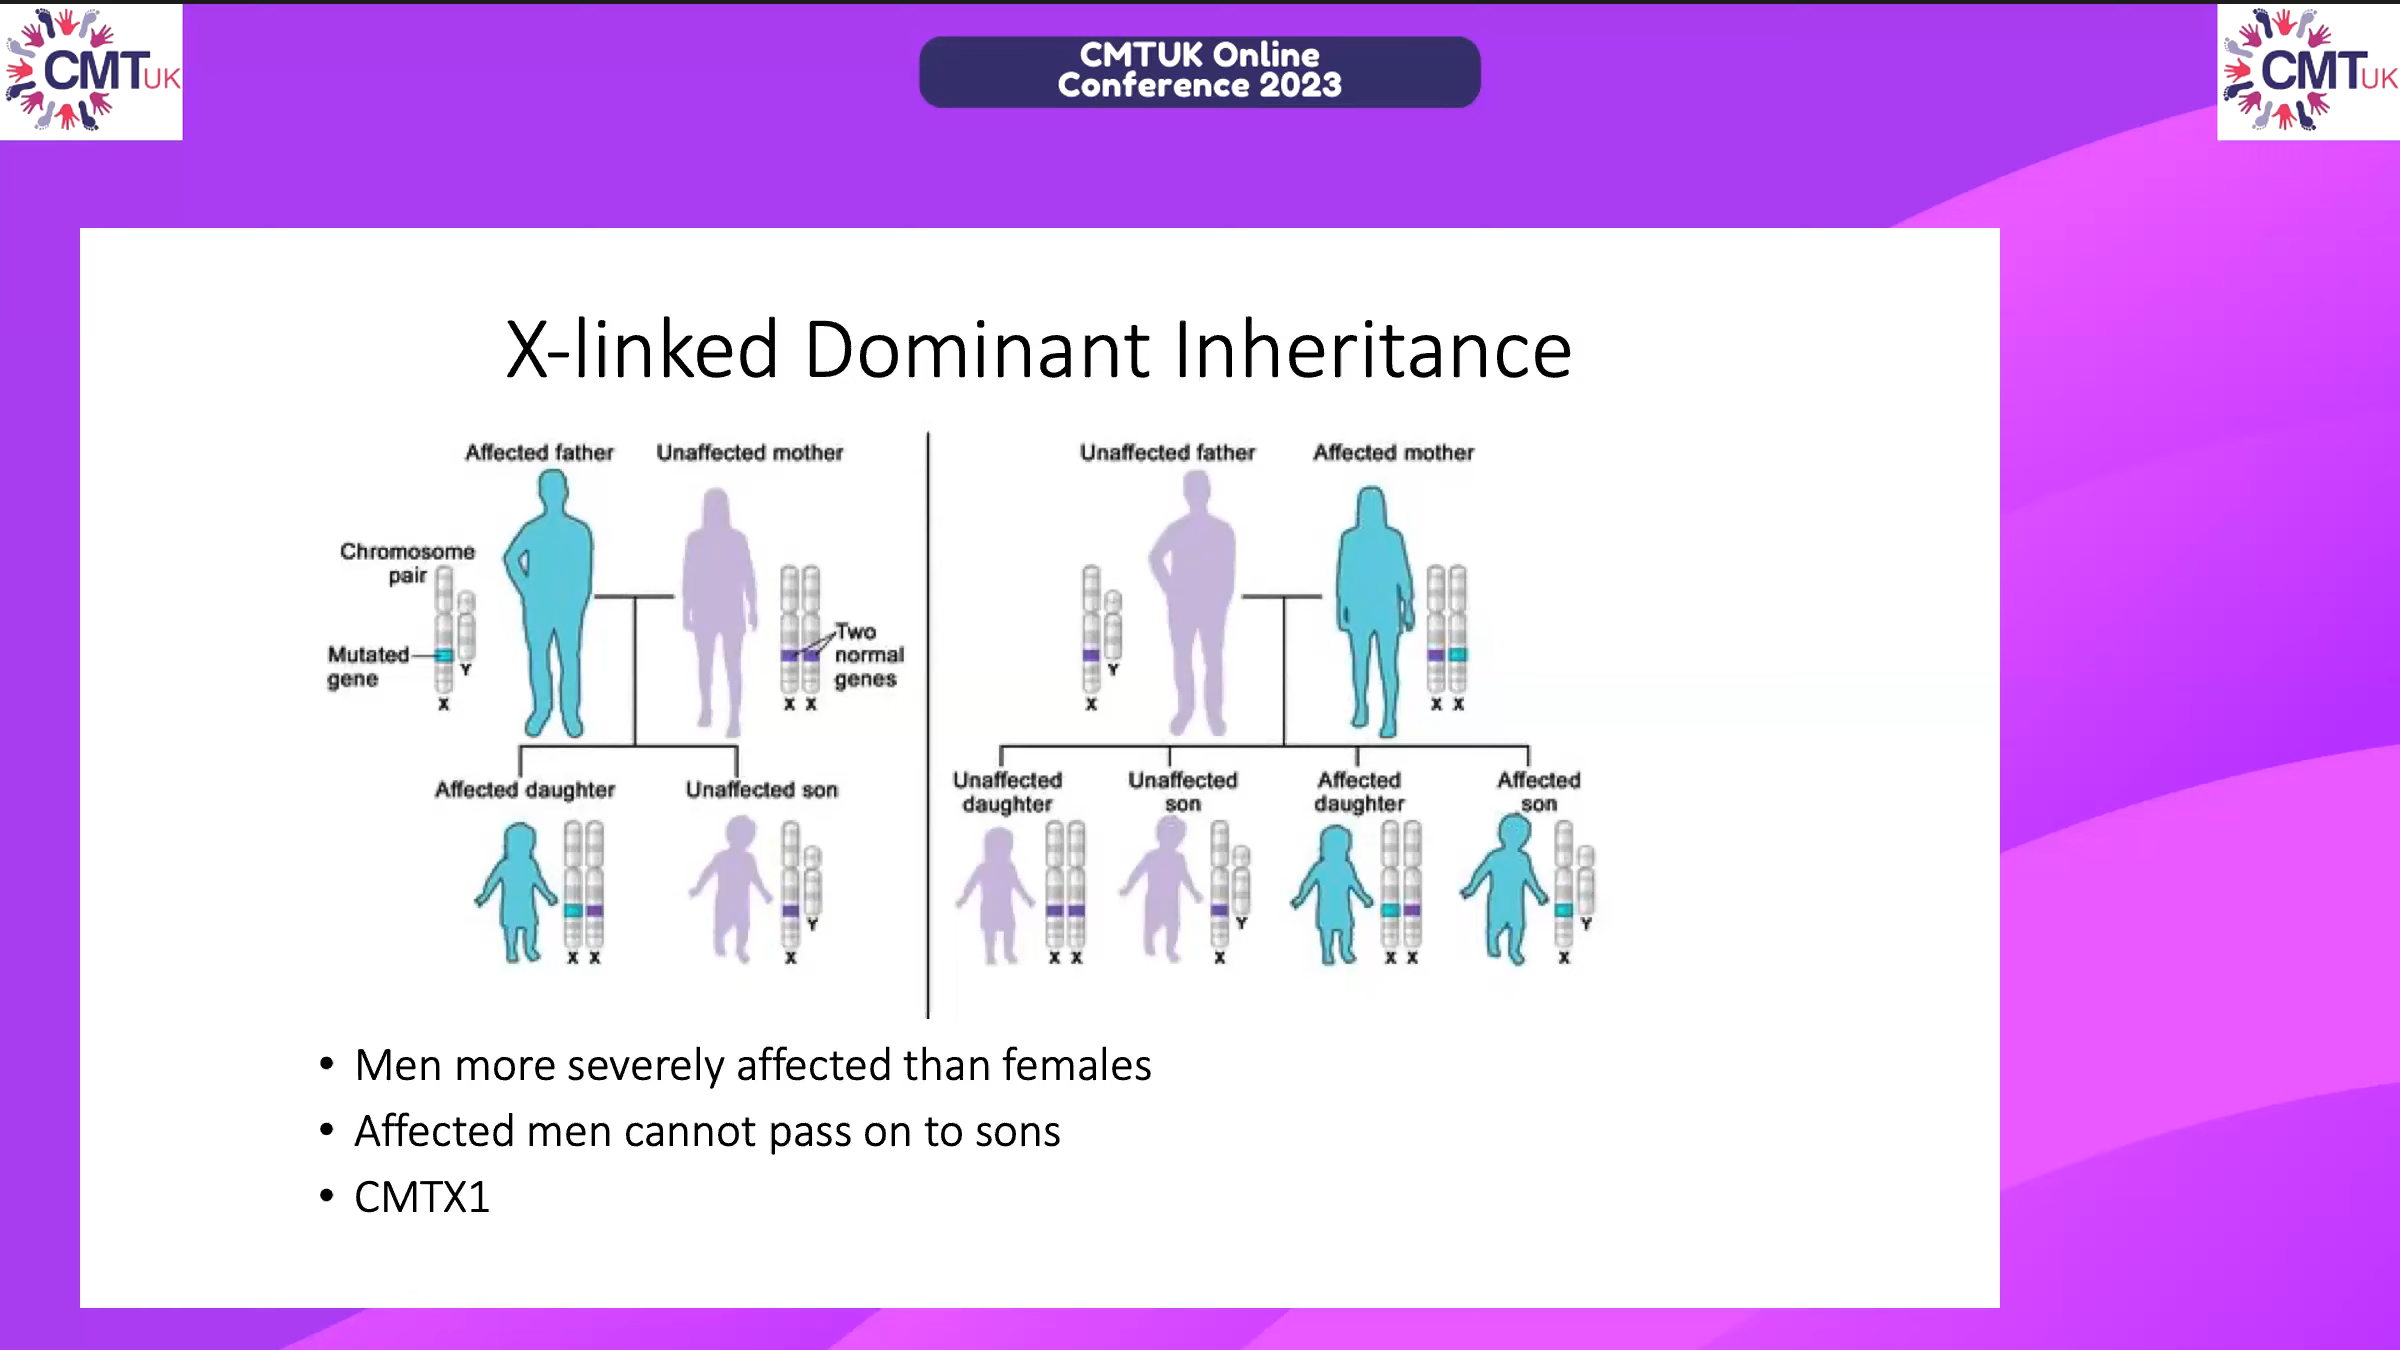 CMTUK
CMTUK Online
Conference 2023
CMTUK
X-linked Dominant Inheritance
Affected father
Unaffected mother
Chromosome
pair
Mutated
gene
Y
X
Two
normal
genes
X X
Affected daughter
Unaffected son
X X
Y
X
Unaffected father
Affected mother
Y
X
X X
Unaffected
daughter
Unaffected
son
Affected
daughter
Affected
son
X X
Y
X
X X
Y
X
• Men more severely affected than females
• Affected men cannot pass on to sons
• CMTX1